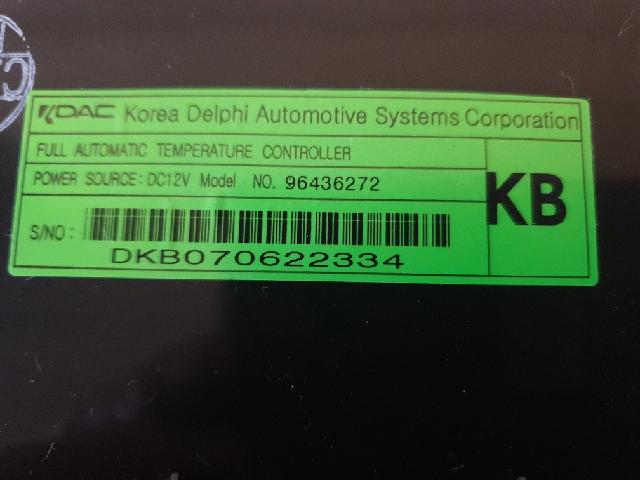 KDAC Korea Delphi Automotive Systems Corporation
FULL AUTOMATIC TEMPERATURE CONTROLLER
POWER SOURCE: DC12V Model NO. 96436272
KB
S/NO:
DKB070622334